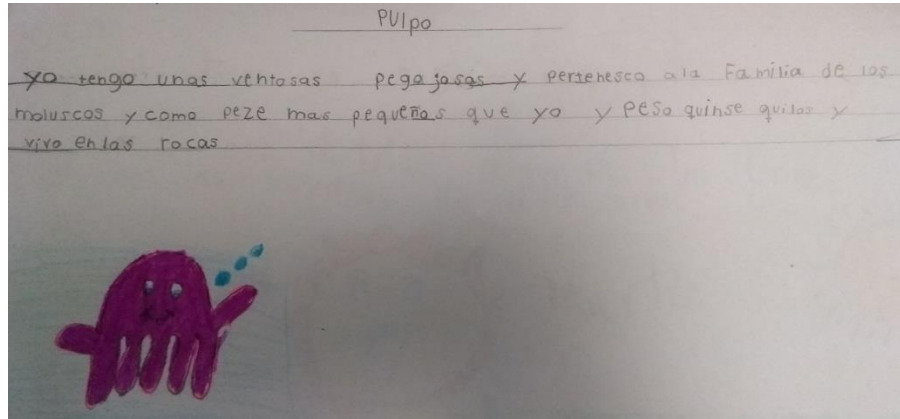 PUlpo
yo tengo unas ventosas pegajosas y pertenesco ala Familia de los
moluscos y como peze mas pequeños que yo y peso quinse quilos y
vivo en las rocas